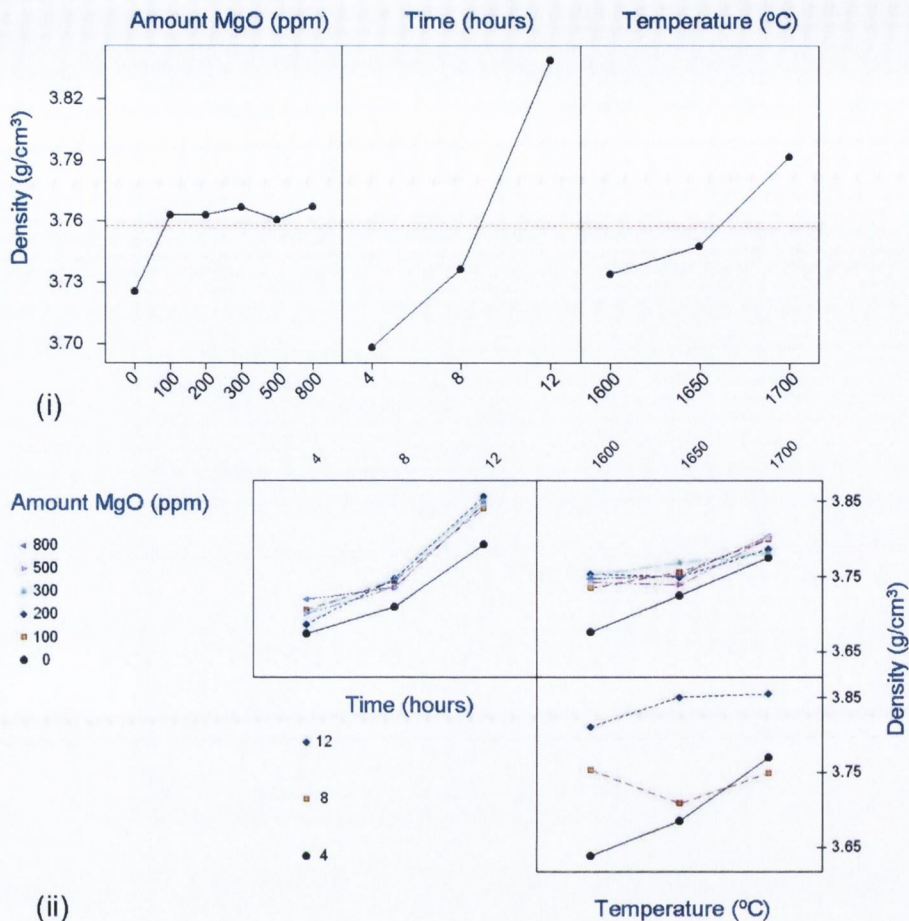 Amount MgO (ppm) Time (hours) Temperature (ºC)
Density (g/cm³)
3.82
3.79
3.76
3.73
3.70
0 100 200 300 500 800 4 8 12 1600 1650 1700
(i)
4 8 12 1600 1650 1700
Amount MgO (ppm)
800
500
300
200
100
0
3.85
3.75
3.65
Density (g/cm³)
Time (hours)
12
8
4
3.85
3.75
3.65
(ii)
Temperature (ºC)